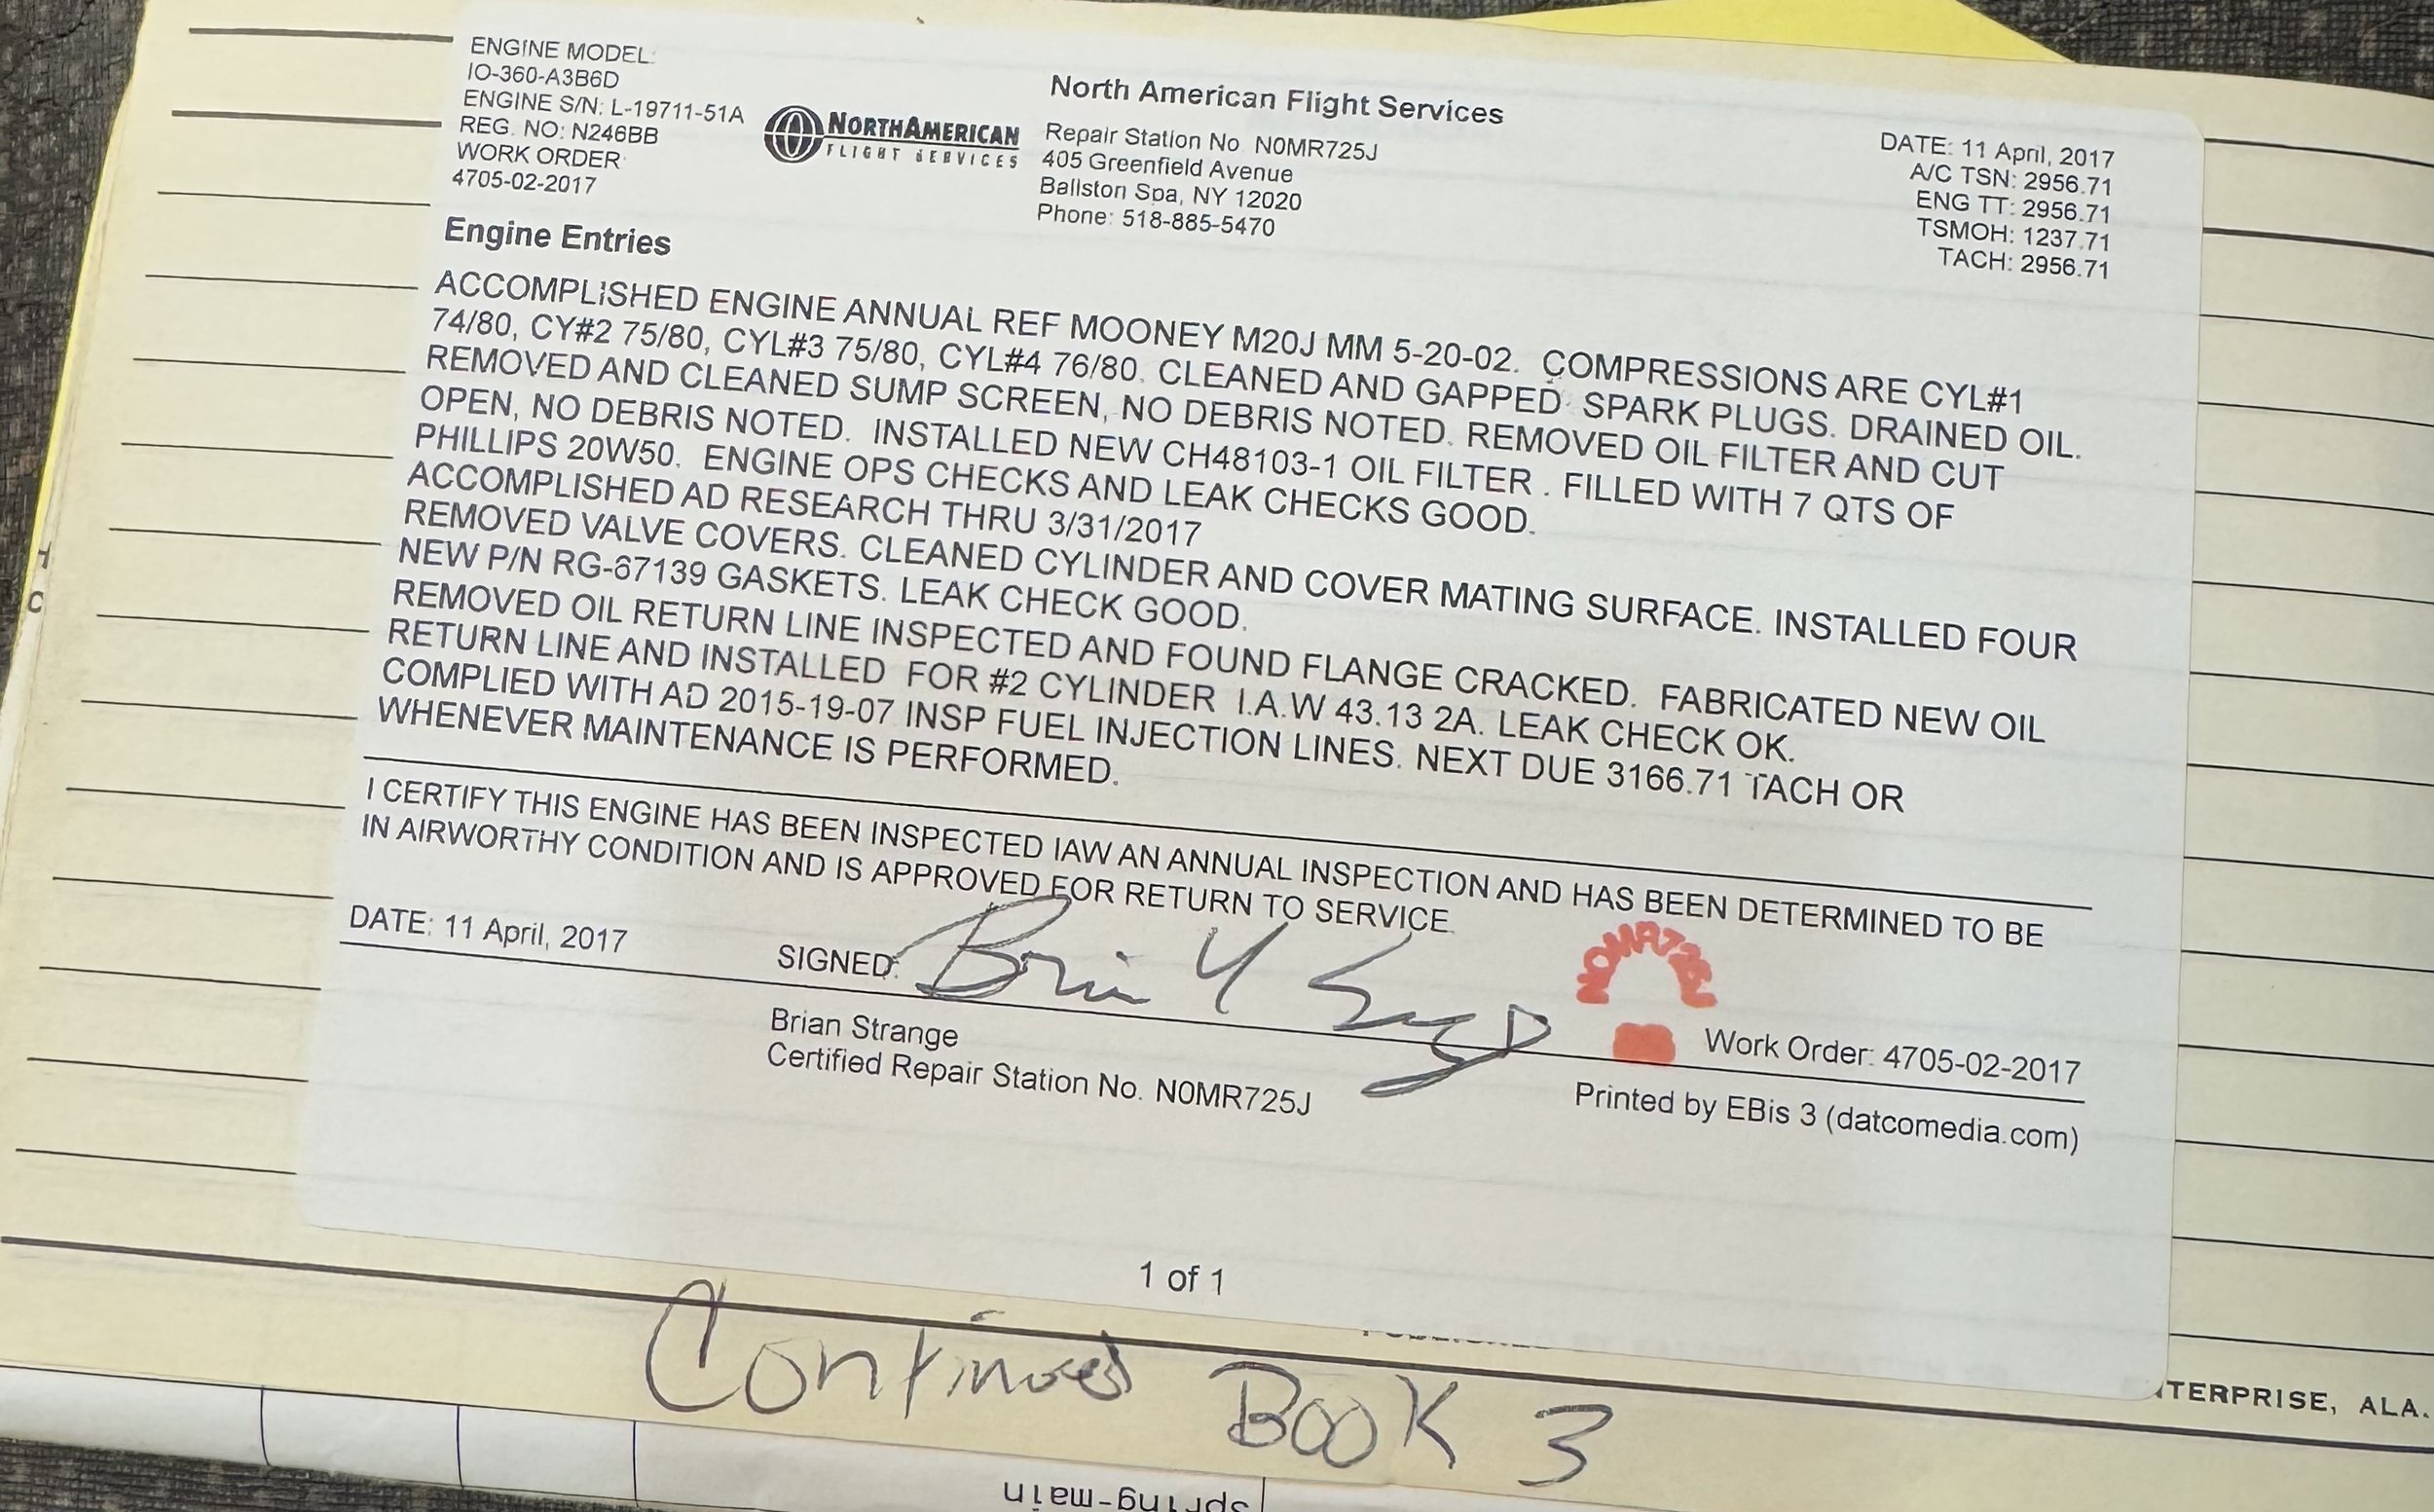 ENGINE MODEL:
IO-360-A3B6D
ENGINE S/N: L-19711-51A
REG. NO: N246BB
WORK ORDER:
4705-02-2017
NORTHAMERICAN
FLIGHT SERVICES
North American Flight Services
Repair Station No. N0MR725J
405 Greenfield Avenue
Ballston Spa, NY 12020
Phone: 518-885-5470
DATE: 11 April, 2017
A/C TSN: 2956.71
ENG TT: 2956.71
TSMOH: 1237.71
TACH: 2956.71
Engine Entries
ACCOMPLISHED ENGINE ANNUAL REF MOONEY M20J MM 5-20-02. COMPRESSIONS ARE CYL#1
74/80, CY#2 75/80, CYL#3 75/80, CYL#4 76/80. CLEANED AND GAPPED SPARK PLUGS. DRAINED OIL.
REMOVED AND CLEANED SUMP SCREEN, NO DEBRIS NOTED. REMOVED OIL FILTER AND CUT
OPEN, NO DEBRIS NOTED. INSTALLED NEW CH48103-1 OIL FILTER . FILLED WITH 7 QTS OF
PHILLIPS 20W50. ENGINE OPS CHECKS AND LEAK CHECKS GOOD.
ACCOMPLISHED AD RESEARCH THRU 3/31/2017
REMOVED VALVE COVERS. CLEANED CYLINDER AND COVER MATING SURFACE. INSTALLED FOUR
NEW P/N RG-67139 GASKETS. LEAK CHECK GOOD.
REMOVED OIL RETURN LINE INSPECTED AND FOUND FLANGE CRACKED. FABRICATED NEW OIL
RETURN LINE AND INSTALLED FOR #2 CYLINDER I.A.W 43.13 2A. LEAK CHECK OK.
COMPLIED WITH AD 2015-19-07 INSP FUEL INJECTION LINES. NEXT DUE 3166.71 TACH OR
WHENEVER MAINTENANCE IS PERFORMED.
I CERTIFY THIS ENGINE HAS BEEN INSPECTED IAW AN ANNUAL INSPECTION AND HAS BEEN DETERMINED TO BE
IN AIRWORTHY CONDITION AND IS APPROVED FOR RETURN TO SERVICE.
DATE: 11 April, 2017
SIGNED:
Brian Strange
Certified Repair Station No. N0MR725J
Work Order: 4705-02-2017
Printed by EBis 3 (datcomedia.com)
1 of 1
TERPRISE, ALA.
Continued BOOK 3
spring-main